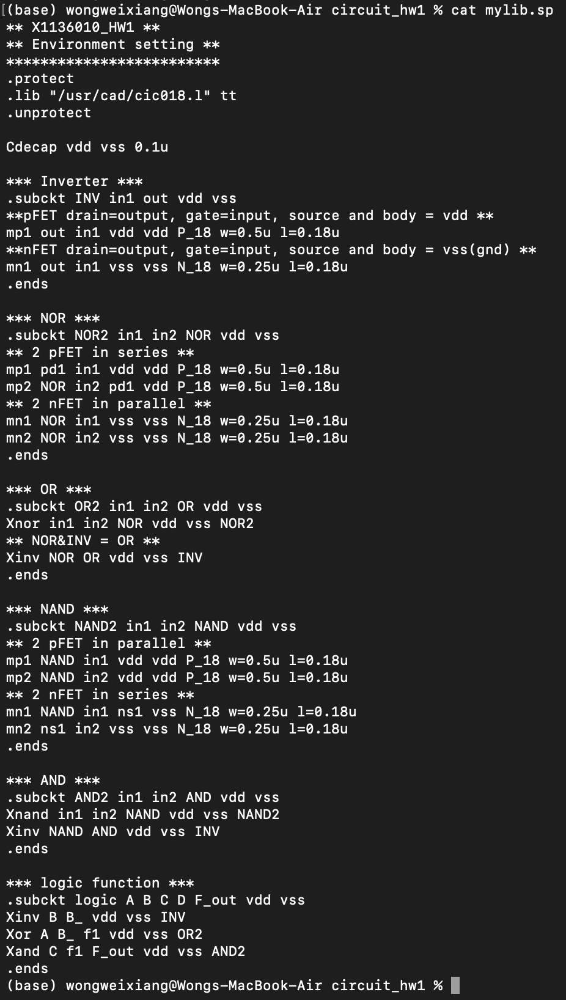 [(base) wongweixiang@Wongs-MacBook-Air circuit_hw1 % cat mylib.sp
** X1136010_HW1 **
** Environment setting **
*************************
.protect
.lib "/usr/cad/cic018.l" tt
.unprotect

Cdecap vdd vss 0.1u

*** Inverter ***
.subckt INV in1 out vdd vss
**pFET drain=output, gate=input, source and body = vdd **
mp1 out in1 vdd vdd P_18 w=0.5u l=0.18u
**nFET drain=output, gate=input, source and body = vss(gnd) **
mn1 out in1 vss vss N_18 w=0.25u l=0.18u
.ends

*** NOR ***
.subckt NOR2 in1 in2 NOR vdd vss
** 2 pFET in series **
mp1 pd1 in1 vdd vdd P_18 w=0.5u l=0.18u
mp2 NOR in2 pd1 vdd P_18 w=0.5u l=0.18u
** 2 nFET in parallel **
mn1 NOR in1 vss vss N_18 w=0.25u l=0.18u
mn2 NOR in2 vss vss N_18 w=0.25u l=0.18u
.ends

*** OR ***
.subckt OR2 in1 in2 OR vdd vss
Xnor in1 in2 NOR vdd vss NOR2
** NOR&INV = OR **
Xinv NOR OR vdd vss INV
.ends

*** NAND ***
.subckt NAND2 in1 in2 NAND vdd vss
** 2 pFET in parallel **
mp1 NAND in1 vdd vdd P_18 w=0.5u l=0.18u
mp2 NAND in2 vdd vdd P_18 w=0.5u l=0.18u
** 2 nFET in series **
mn1 NAND in1 ns1 vss N_18 w=0.25u l=0.18u
mn2 ns1 in2 vss vss N_18 w=0.25u l=0.18u
.ends

*** AND ***
.subckt AND2 in1 in2 AND vdd vss
Xnand in1 in2 NAND vdd vss NAND2
Xinv NAND AND vdd vss INV
.ends

*** logic function ***
.subckt logic A B C D F_out vdd vss
Xinv B B_ vdd vss INV
Xor A B_ f1 vdd vss OR2
Xand C f1 F_out vdd vss AND2
.ends
(base) wongweixiang@Wongs-MacBook-Air circuit_hw1 %